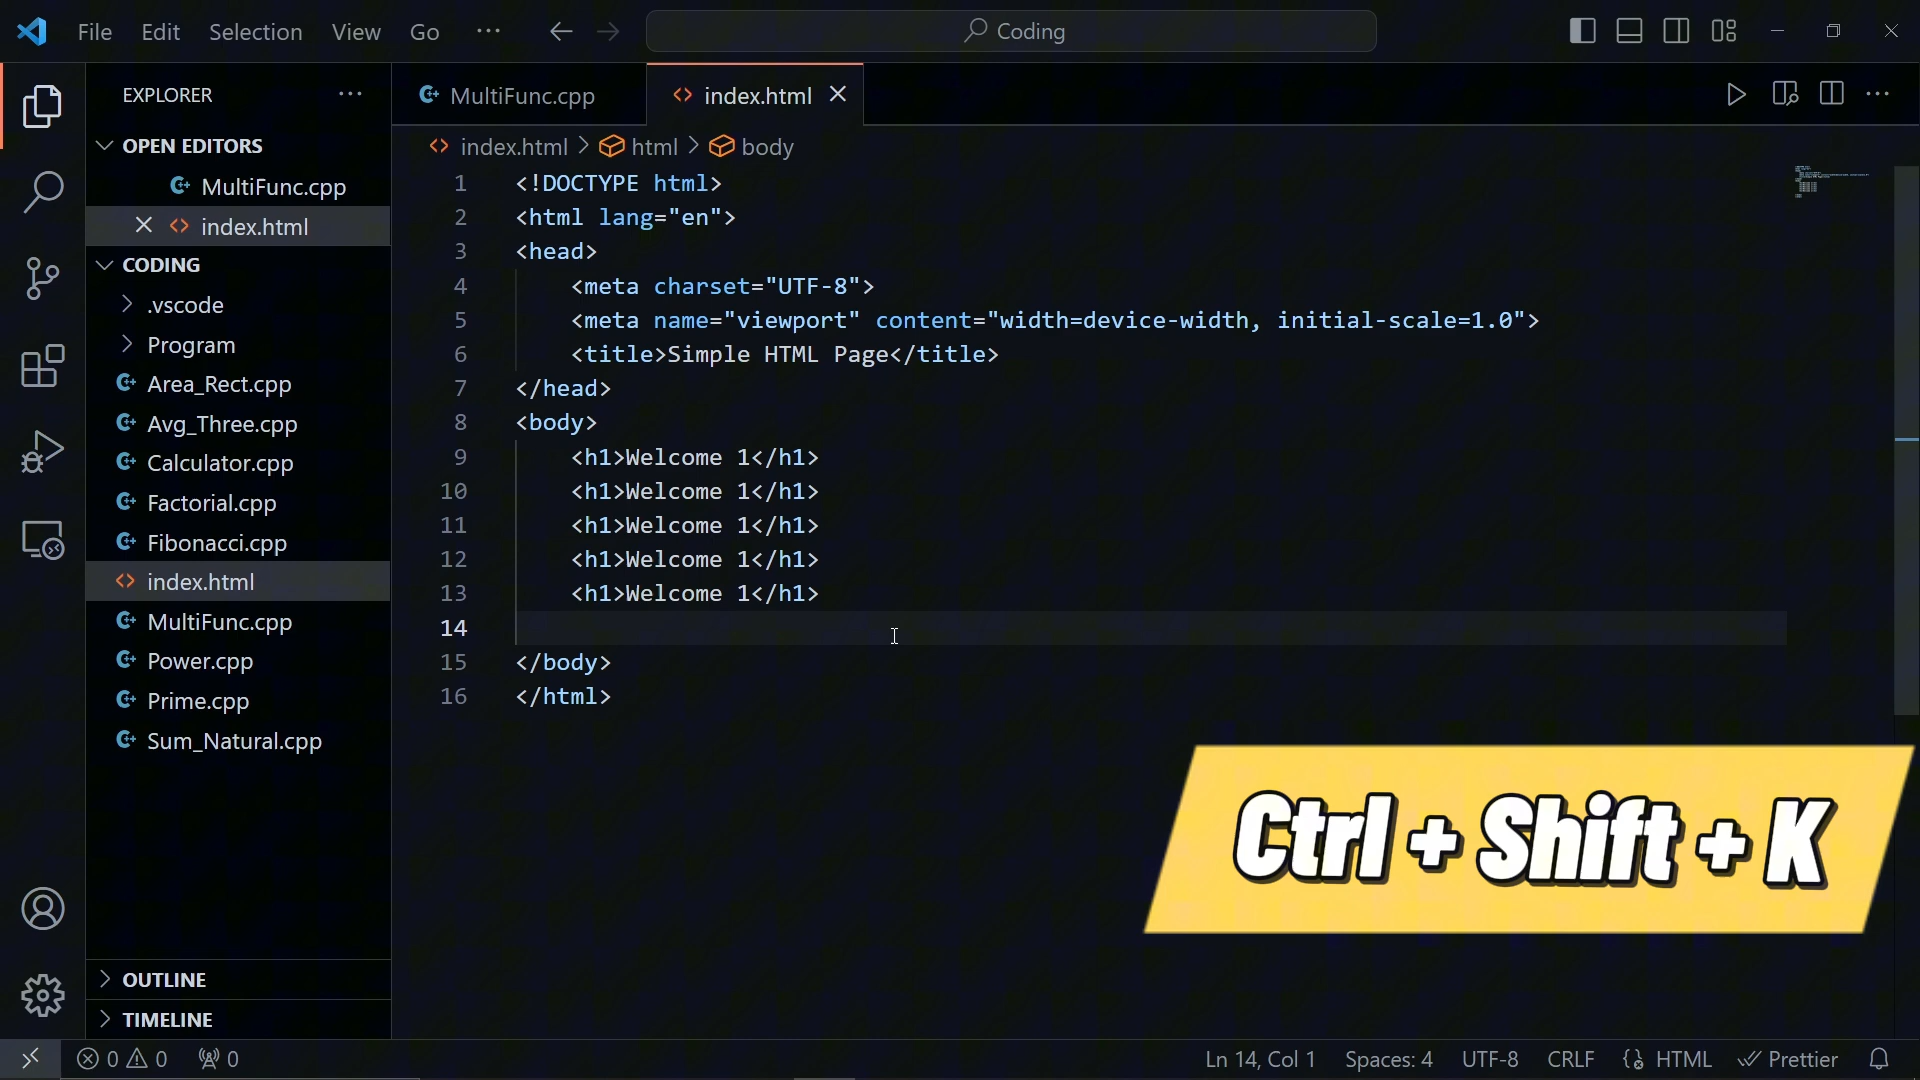 File Edit Selection View Go ··· Coding
EXPLORER ···
OPEN EDITORS
MultiFunc.cpp
index.html
CODING
.vscode
Program
Area_Rect.cpp
Avg_Three.cpp
Calculator.cpp
Factorial.cpp
Fibonacci.cpp
index.html
MultiFunc.cpp
Power.cpp
Prime.cpp
Sum_Natural.cpp
OUTLINE
TIMELINE
MultiFunc.cpp index.html
index.html > html > body
1 <!DOCTYPE html>
2 <html lang="en">
3 <head>
4 <meta charset="UTF-8">
5 <meta name="viewport" content="width=device-width, initial-scale=1.0">
6 <title>Simple HTML Page</title>
7 </head>
8 <body>
9 <h1>Welcome 1</h1>
10 <h1>Welcome 1</h1>
11 <h1>Welcome 1</h1>
12 <h1>Welcome 1</h1>
13 <h1>Welcome 1</h1>
14
15 </body>
16 </html>
Ctrl + Shift + K
0 0 0 Ln 14, Col 1 Spaces: 4 UTF-8 CRLF HTML Prettier